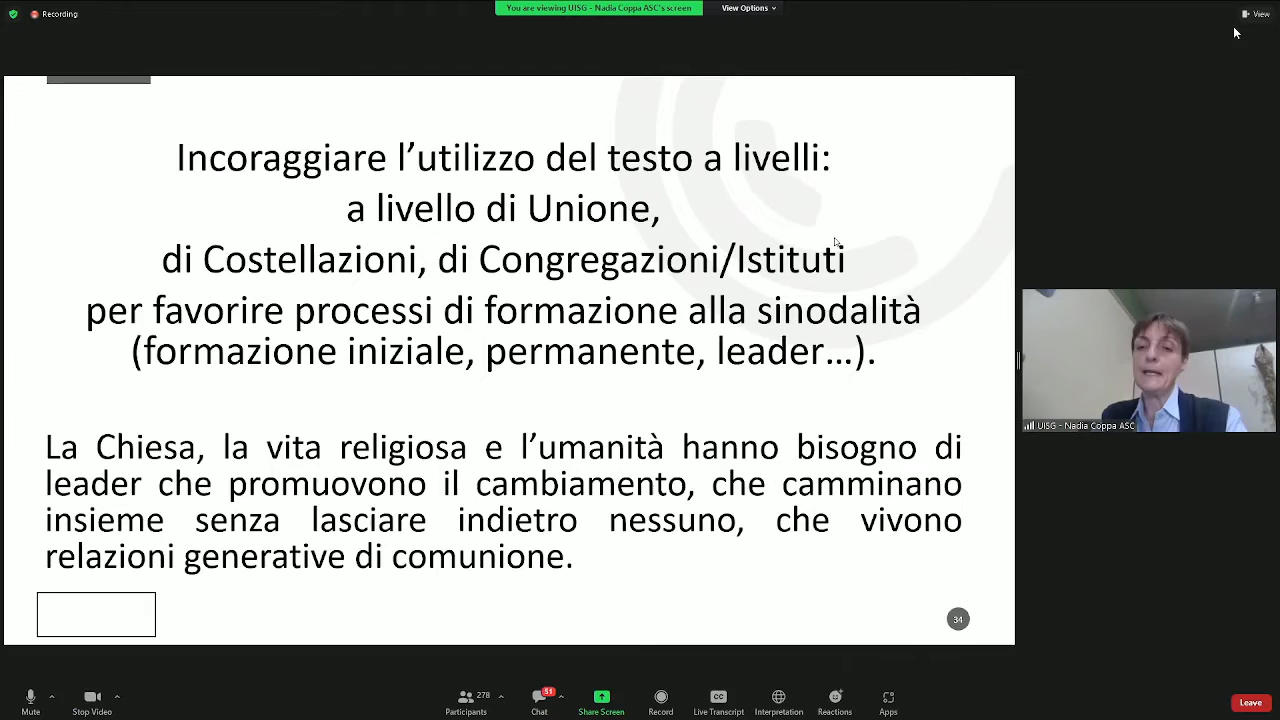 Recording
You are viewing UISG - Nadia Coppa ASC's screen
View Options
View
Incoraggiare l’utilizzo del testo a livelli:
a livello di Unione,
di Costellazioni, di Congregazioni/Istituti
per favorire processi di formazione alla sinodalità
(formazione iniziale, permanente, leader…).
La Chiesa, la vita religiosa e l’umanità hanno bisogno di
leader che promuovono il cambiamento, che camminano
insieme senza lasciare indietro nessuno, che vivono
relazioni generative di comunione.
34
UISG - Nadia Coppa ASC
Mute
Stop Video
278
Participants
51
Chat
Share Screen
Record
CC
Live Transcript
Interpretation
Reactions
Apps
Leave